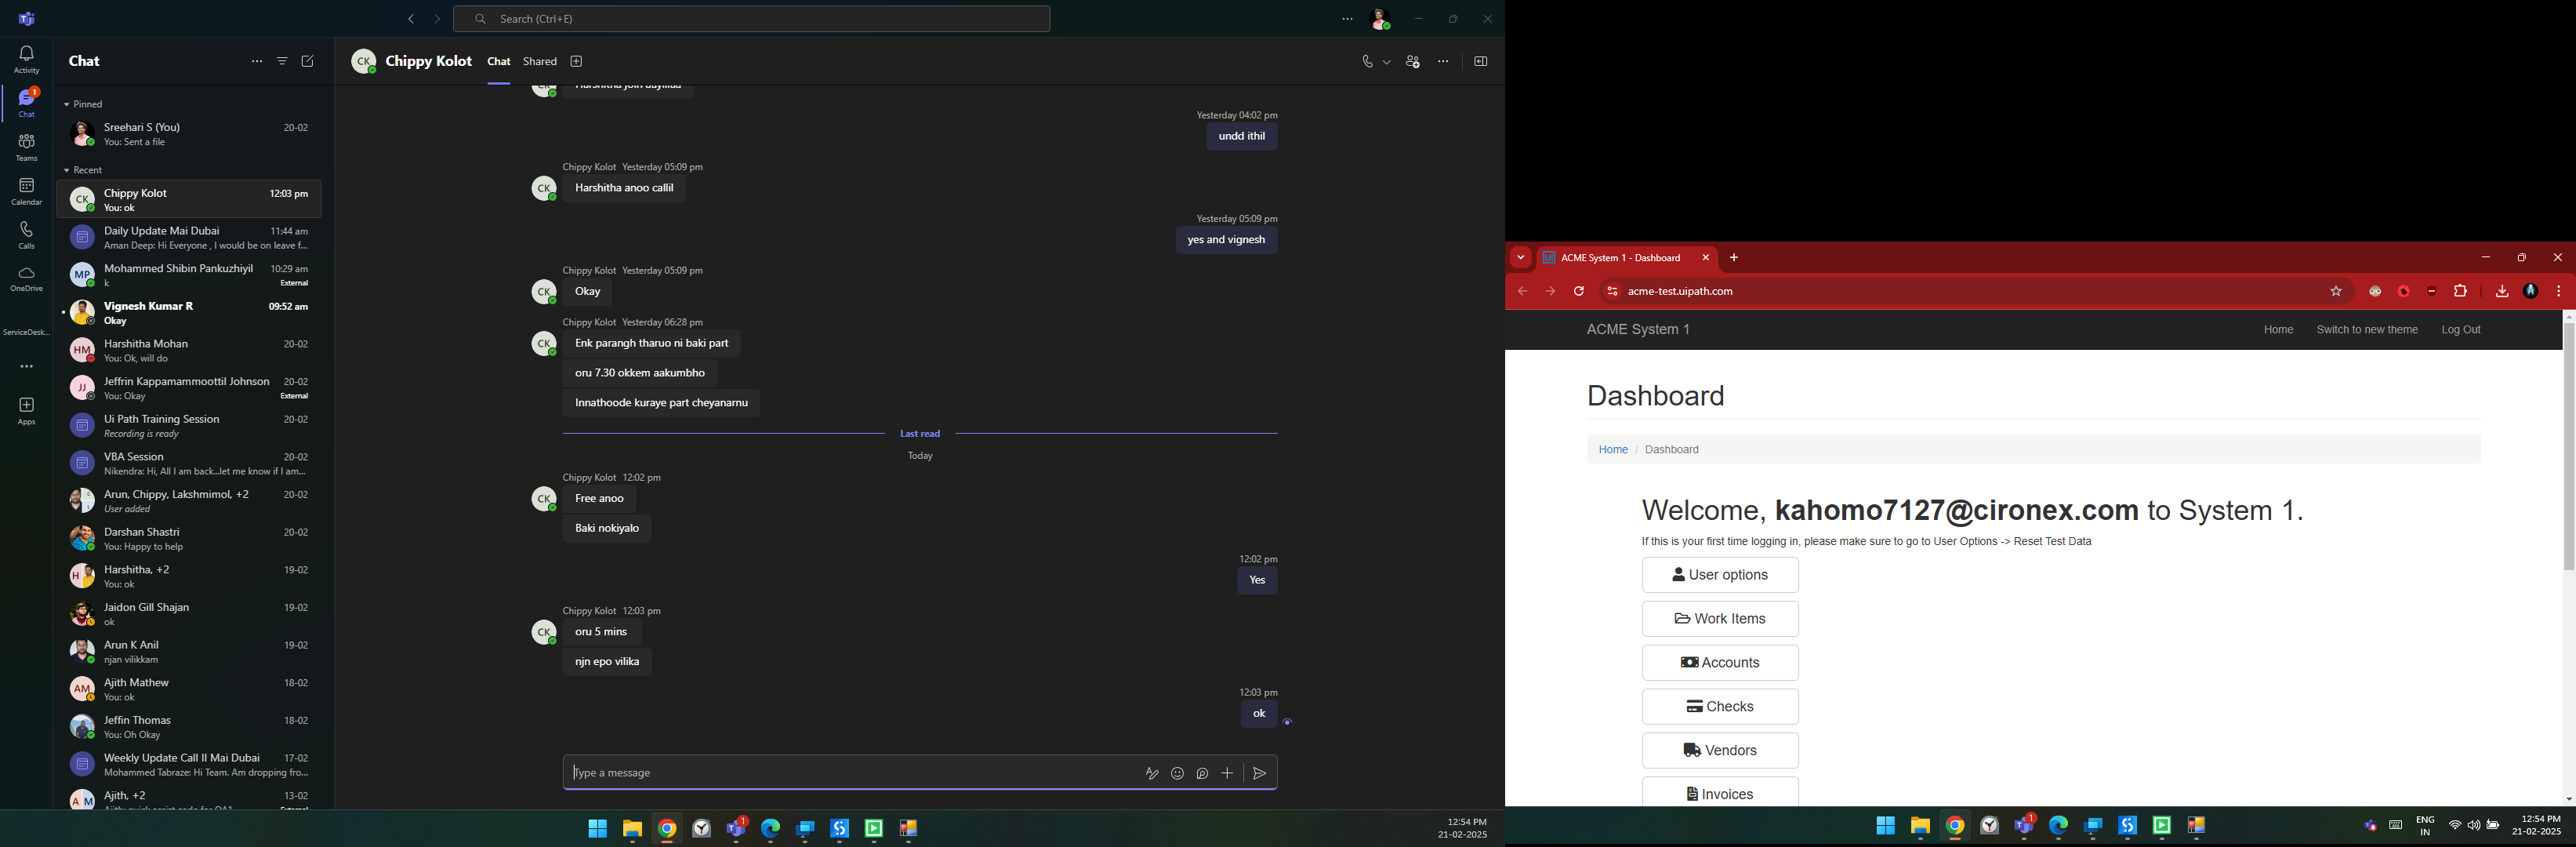 Search (Ctrl+E)
Activity
1
Chat
Teams
Calendar
Calls
OneDrive
ServiceDesk...
Apps
Chat
Pinned
Sreehari S (You) 20-02
You: Sent a file
Recent
CK Chippy Kolot 12:03 pm
You: ok
Daily Update Mai Dubai 11:44 am
Aman Deep: Hi Everyone , I would be on leave f...
MP Mohammed Shibin Pankuzhiyil 10:29 am
k External
Vignesh Kumar R 09:52 am
Okay
HM Harshitha Mohan 20-02
You: Ok, will do
JJ Jeffrin Kappamammoottil Johnson 20-02
You: Okay External
Ui Path Training Session 20-02
Recording is ready
VBA Session 20-02
Nikendra: Hi, All I am back...let me know if I am...
Arun, Chippy, Lakshmimol, +2 20-02
User added
Darshan Shastri 20-02
You: Happy to help
H Harshitha, +2 19-02
You: ok
Jaidon Gill Shajan 19-02
ok
Arun K Anil 19-02
njan vilikkam
AM Ajith Mathew 18-02
You: ok
Jeffin Thomas 18-02
You: Oh Okay
Weekly Update Call II Mai Dubai 17-02
Mohammed Tabraze: Hi Team. Am dropping fro...
A M Ajith, +2 13-02
CK Chippy Kolot Chat Shared
Yesterday 04:02 pm
undd ithil
Chippy Kolot Yesterday 05:09 pm
CK Harshitha anoo callil
Yesterday 05:09 pm
yes and vignesh
Chippy Kolot Yesterday 05:09 pm
CK Okay
Chippy Kolot Yesterday 06:28 pm
CK Enk parangh tharuo ni baki part
oru 7.30 okkem aakumbho
Innathoode kuraye part cheyanarnu
Last read
Today
Chippy Kolot 12:02 pm
CK Free anoo
Baki nokiyalo
12:02 pm
Yes
Chippy Kolot 12:03 pm
CK oru 5 mins
njn epo vilika
12:03 pm
ok
Type a message
1
12:54 PM
21-02-2025
ACME System 1 - Dashboard
acme-test.uipath.com
ACME System 1 Home Switch to new theme Log Out
Dashboard
Home / Dashboard
Welcome, kahomo7127@cironex.com to System 1.
If this is your first time logging in, please make sure to go to User Options -> Reset Test Data
User options
Work Items
Accounts
Checks
Vendors
Invoices
1
ENG
IN
12:54 PM
21-02-2025